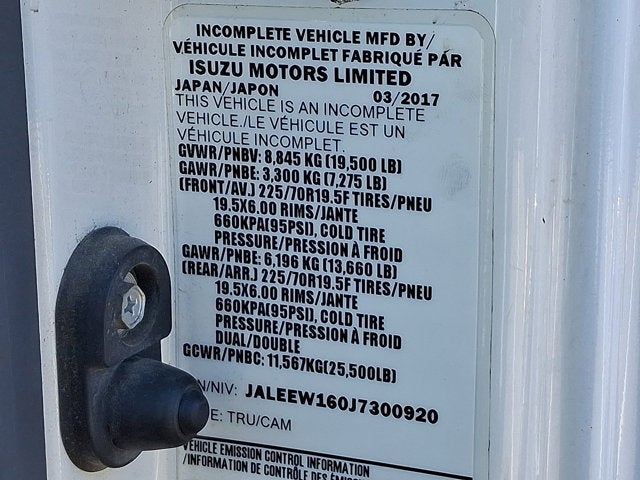 INCOMPLETE VEHICLE MFD BY/
VÉHICULE INCOMPLET FABRIQUÉ PÁR
ISUZU MOTORS LIMITED
JAPAN/JAPON 03/2017
THIS VEHICLE IS AN INCOMPLETE
VEHICLE./LE VÉHICULE EST UN
VÉHICULE INCOMPLET.
GVWR/PNBV: 8,845 KG (19,500 LB)
GAWR/PNBE: 3,300 KG (7,275 LB)
(FRONT/AV.) 225/70R19.5F TIRES/PNEU
19.5X6.00 RIMS/JANTE
660KPA(95PSI), COLD TIRE
PRESSURE/PRESSION À FROID
GAWR/PNBE: 6,196 KG (13,660 LB)
(REAR/ARR.) 225/70R19.5F TIRES/PNEU
19.5X6.00 RIMS/JANTE
660KPA(95PSI), COLD TIRE
PRESSURE/PRESSION À FROID
DUAL/DOUBLE
GCWR/PNBC: 11,567KG(25,500LB)
N/NIV: JALEEW160J7300920
E: TRU/CAM
VEHICLE EMISSION CONTROL INFORMATION
/INFORMATION DE CONTRÔLE DES